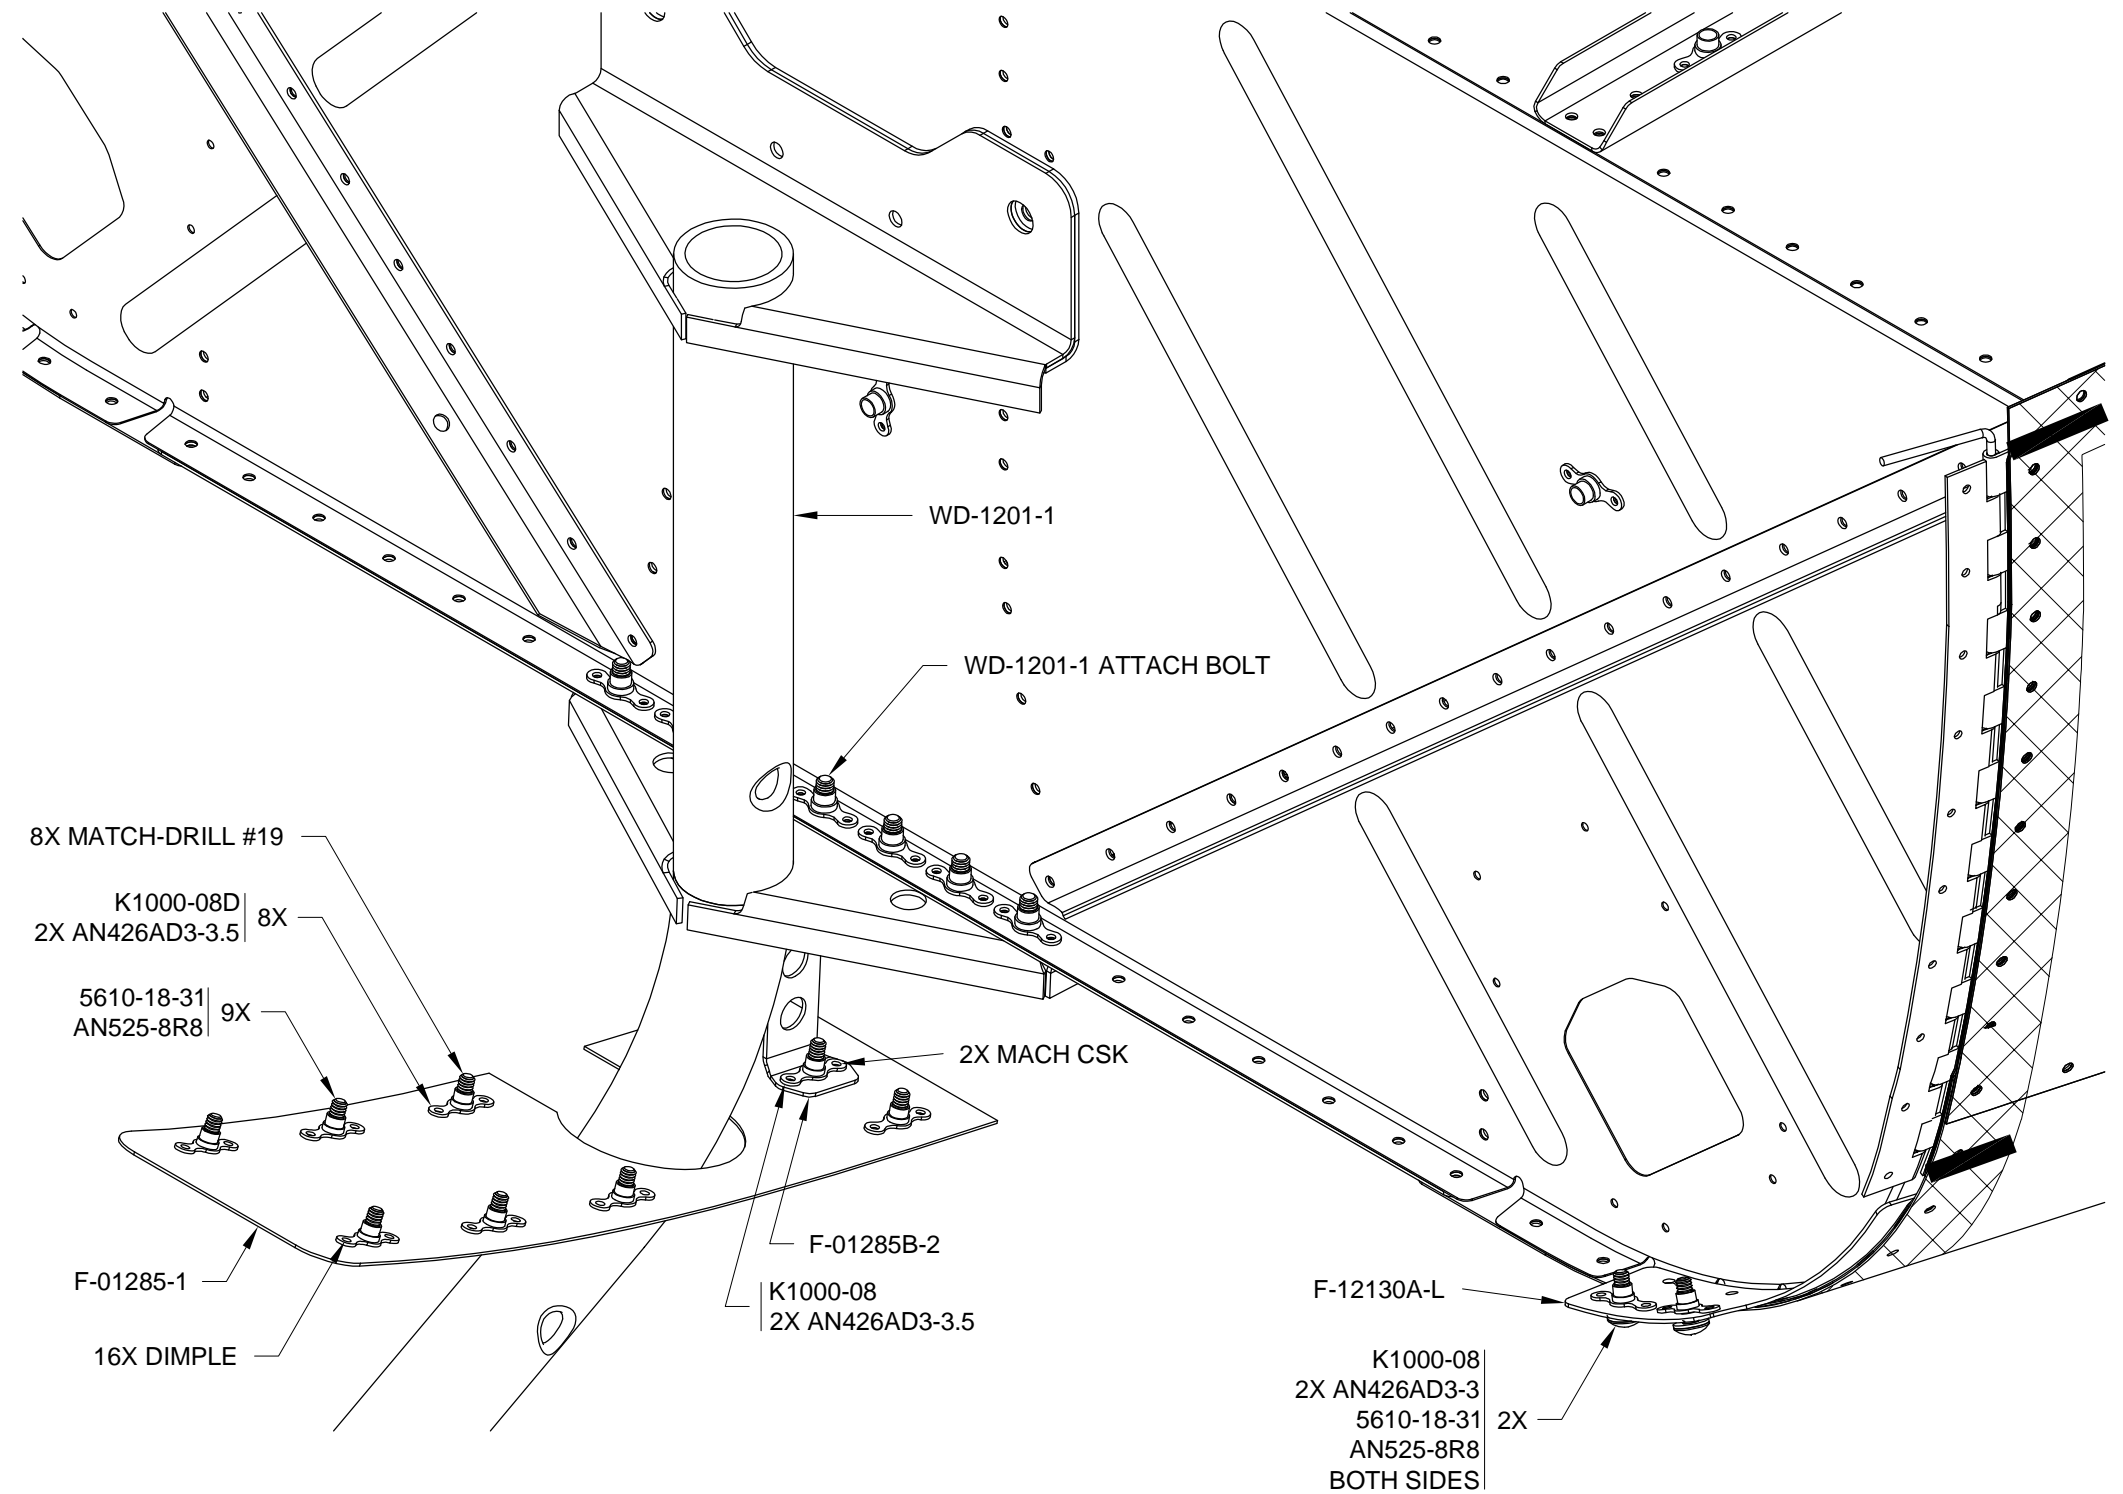 WD-1201-1
WD-1201-1 ATTACH BOLT
8X MATCH-DRILL #19
K1000-08D
2X AN426AD3-3.5
8X
5610-18-31
AN525-8R8
9X
2X MACH CSK
F-01285B-2
F-01285-1
K1000-08
2X AN426AD3-3.5
16X DIMPLE
F-12130A-L
K1000-08
2X AN426AD3-3
5610-18-31
AN525-8R8
BOTH SIDES
2X